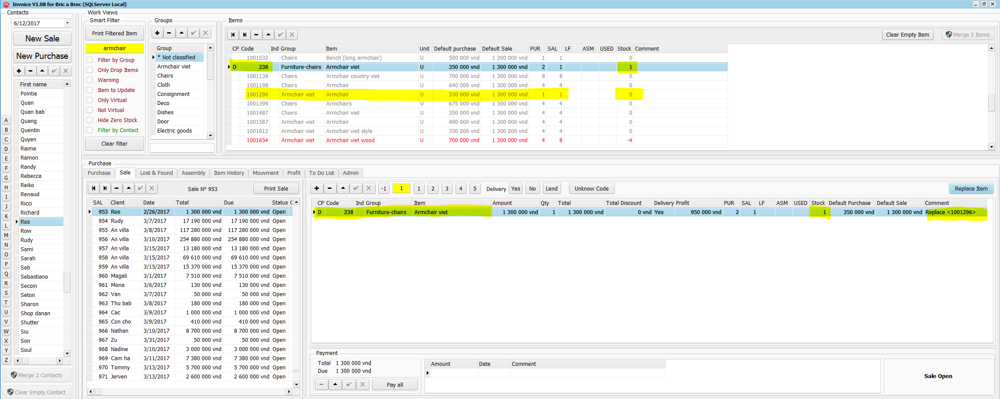 Invoice V1.08 for Bric a Broc (SQLServer Local)
Contacts
6/12/2017
New Sale
New Purchase
First name
Pointie
Quan
Quan bab
Quang
Quentin
Quyen
Raime
Ramon
Randy
Rebecca
Reiko
Renaud
Ricci
Richard
Ros
Row
Rudy
Sami
Sarah
Seb
Sebastiano
Secoin
Seton
Sharon
Shop danan
Shutter
Siu
Son
Soul
A
B
C
D
E
F
G
H
I
J
K
L
M
N
O
P
Q
R
S
T
U
V
W
X
Y
Z
Merge 2 Contacts
Clear Empty Contact
Work Views
Smart Filter
Print Filtered Item
armchair
Filter by Group
Only Drop Items
Warning
Item to Update
Only Virtual
Not Virtual
Hide Zero Stock
Filter by Contact
Clear filter
Groups
Group
* Not classified
Armchair viet
Chairs
Cloth
Consignment
Deco
Dishes
Door
Electric goods
Items
Clear Empty Item
Merge 2 Items
CP Code Ind Group Item Unit Default purchase Default Sale PUR SAL LF ASM USED Stock Comment
1001532 Chairs Bench (long armchair) U 500 000 vnd 1 200 000 vnd 1 1 0
D 238 Furniture-chairs Armchair viet U 350 000 vnd 1 300 000 vnd 2 1 1
1001139 Chairs Armchair country viet U 700 000 vnd 1 300 000 vnd 8 8 0
1001198 Chairs Armchair U 640 000 vnd 1 300 000 vnd 4 4 0
1001296 Armchair viet Armchair U 330 000 vnd 1 300 000 vnd 1 1 0
1001399 Chairs Armchairs U 675 000 vnd 1 300 000 vnd 4 4 0
1001487 Chairs Armchair viet U 350 000 vnd 1 300 000 vnd 4 4 0
1001587 Armchair viet Armchair U 490 000 vnd 1 300 000 vnd 4 4 0
1001612 Armchair viet Armchair viet style U 350 000 vnd 1 300 000 vnd 4 4 0
1001654 Armchair viet Armchair viet wood U 700 000 vnd 1 300 000 vnd 4 8 -4
Purchase
Purchase Sale Lost & Found Assembly Item History Mouvment Profit To Do List Admin
Sale N° 953
Print Sale
SAL Client Date Total Due Status C
953 Ros 2/26/2017 1 300 000 vnd 1 300 000 vnd Open
954 Rudy 3/7/2017 17 190 000 vnd 17 190 000 vnd Open
955 An villa 3/8/2017 117 280 000 vnd 117 280 000 vnd Open
956 An villa 3/10/2017 254 880 000 vnd 254 880 000 vnd Open
957 An villa 3/15/2017 13 180 000 vnd 13 180 000 vnd Open
958 An villa 3/15/2017 69 610 000 vnd 69 610 000 vnd Open
959 An villa 3/15/2017 15 370 000 vnd 15 370 000 vnd Open
960 Magali 3/1/2017 7 510 000 vnd 7 510 000 vnd Open
961 Mona 3/6/2017 130 000 vnd 130 000 vnd Open
962 Van 3/7/2017 50 000 vnd 50 000 vnd Open
963 Thu bab 3/8/2017 180 000 vnd 180 000 vnd Open
964 Cac 3/9/2017 1 000 000 vnd 1 000 000 vnd Open
965 Con cho 3/9/2017 410 000 vnd 410 000 vnd Open
966 Nathan 3/10/2017 8 700 000 vnd 8 700 000 vnd Open
967 Zu 3/31/2017 50 000 vnd 50 000 vnd Open
968 Nadine 3/10/2017 3 000 000 vnd 3 000 000 vnd Open
969 Cam ha 3/11/2017 7 380 000 vnd 7 380 000 vnd Open
970 Tommy 3/13/2017 5 700 000 vnd 5 700 000 vnd Open
971 Jerven 3/13/2017 2 600 000 vnd 2 600 000 vnd Open
-1 1 1 2 3 4 5 Delivery Yes No Lend Unknow Code Replace Item
CP Code Ind Group Item Amount Qty Total Total Discount Delivery Profit PUR SAL LF ASM USED Stock Default Purchase Default Sale Comment
D 238 Furniture-chairs Armchair viet 1 300 000 vnd 1 1 300 000 vnd 0 vnd Yes 950 000 vnd 2 1 1 350 000 vnd 1 300 000 vnd Replace <1001296>
Payment
Total 1 300 000 vnd
Due 1 300 000 vnd
Pay all
Amount Date Comment
Sale Open